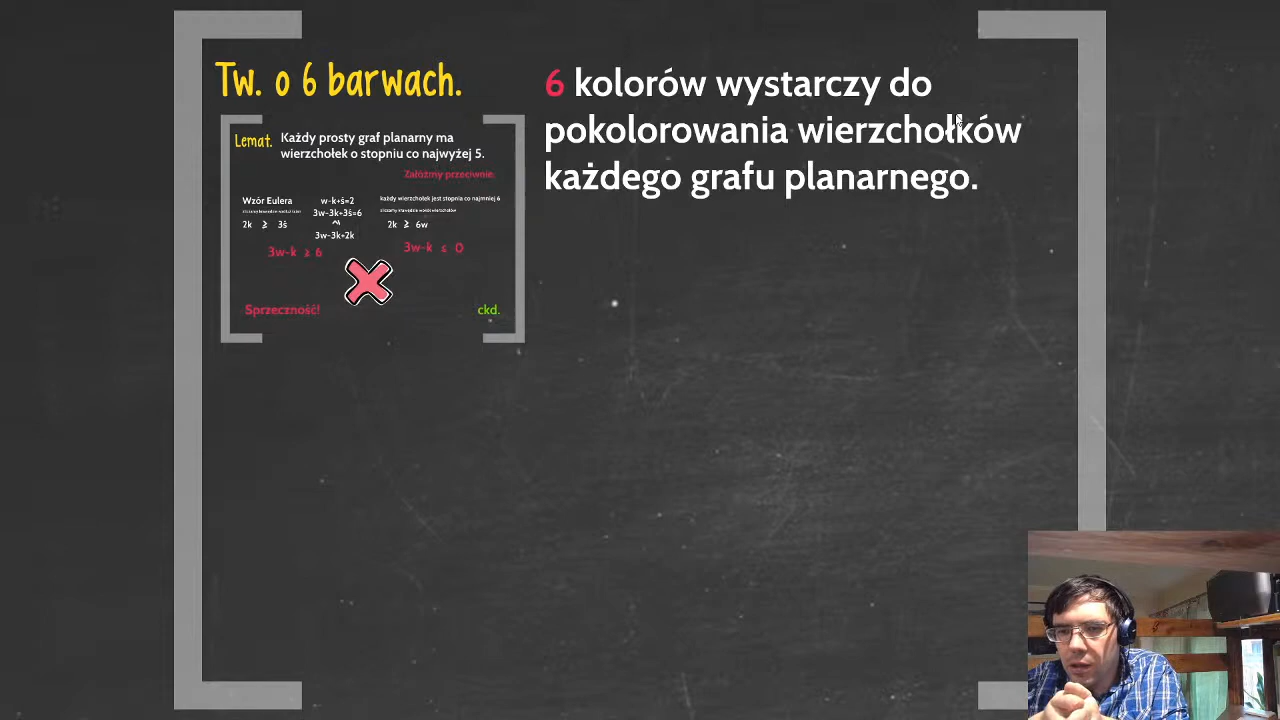 Tw. o 6 barwach.
6 kolorów wystarczy do
pokolorowania wierzchołków
każdego grafu planarnego.
Lemat. Każdy prosty graf planarny ma
wierzchołek o stopniu co najwyżej 5.
Załóżmy przeciwnie.
Wzór Eulera
w-k+ś=2
3w-3k+3ś=6
każdy wierzchołek jest stopnia co najmniej 6
2k ≥ 3ś
3w-3k+2k
2k ≥ 6w
3w-k ≥ 6
3w-k ≤ 0
Sprzeczność!
ckd.